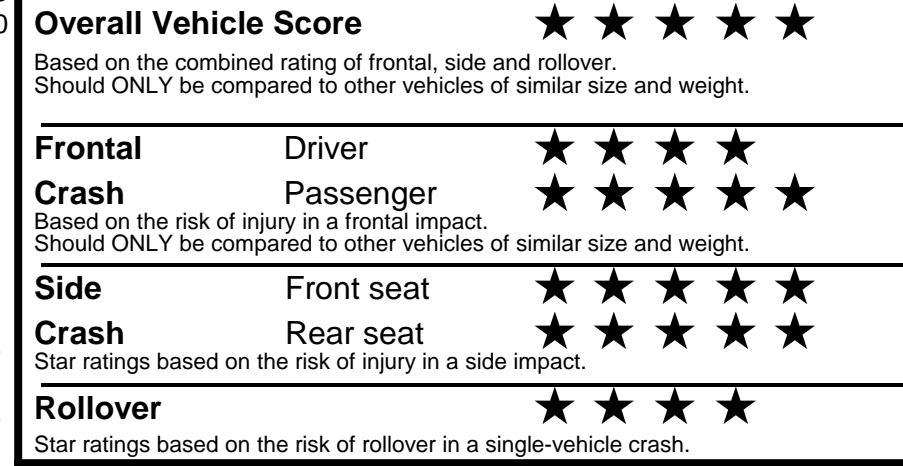 Overall Vehicle Score ★ ★ ★ ★ ★
Based on the combined rating of frontal, side and rollover.
Should ONLY be compared to other vehicles of similar size and weight.
Frontal Driver ★ ★ ★ ★
Crash Passenger ★ ★ ★ ★ ★
Based on the risk of injury in a frontal impact.
Should ONLY be compared to other vehicles of similar size and weight.
Side Front seat ★ ★ ★ ★ ★
Crash Rear seat ★ ★ ★ ★ ★
Star ratings based on the risk of injury in a side impact.
Rollover ★ ★ ★ ★
Star ratings based on the risk of rollover in a single-vehicle crash.